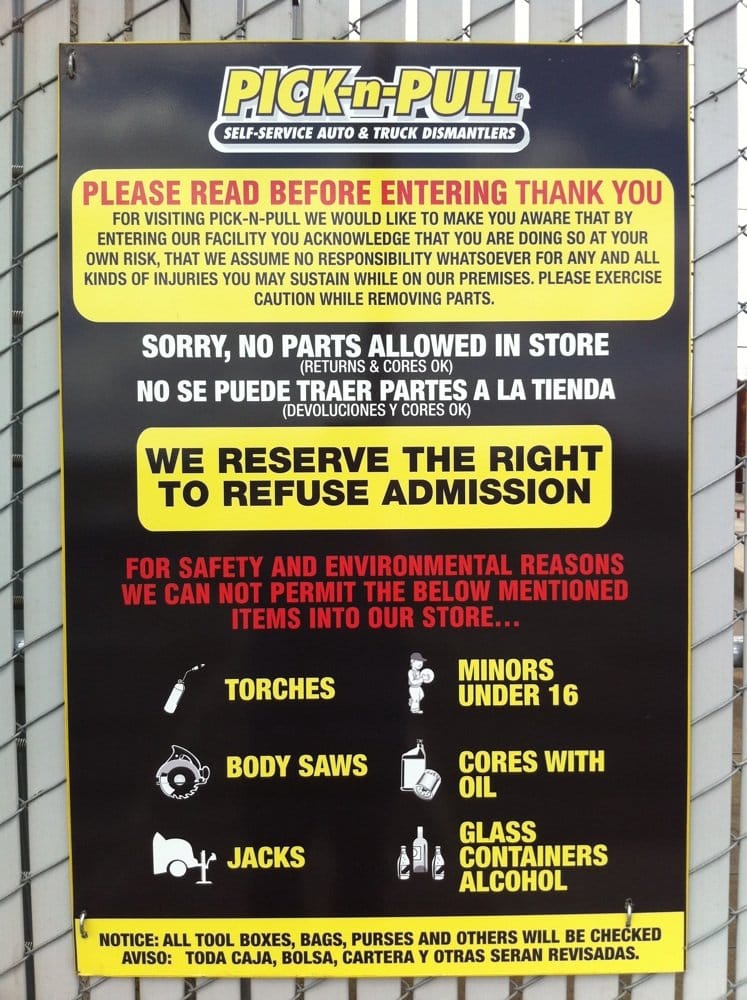 PICK-n-PULL®
SELF-SERVICE AUTO & TRUCK DISMANTLERS
PLEASE READ BEFORE ENTERING THANK YOU
FOR VISITING PICK-N-PULL WE WOULD LIKE TO MAKE YOU AWARE THAT BY
ENTERING OUR FACILITY YOU ACKNOWLEDGE THAT YOU ARE DOING SO AT YOUR
OWN RISK, THAT WE ASSUME NO RESPONSIBILITY WHATSOEVER FOR ANY AND ALL
KINDS OF INJURIES YOU MAY SUSTAIN WHILE ON OUR PREMISES. PLEASE EXERCISE
CAUTION WHILE REMOVING PARTS.
SORRY, NO PARTS ALLOWED IN STORE
(RETURNS & CORES OK)
NO SE PUEDE TRAER PARTES A LA TIENDA
(DEVOLUCIONES Y CORES OK)
WE RESERVE THE RIGHT
TO REFUSE ADMISSION
FOR SAFETY AND ENVIRONMENTAL REASONS
WE CAN NOT PERMIT THE BELOW MENTIONED
ITEMS INTO OUR STORE...
TORCHES
MINORS
UNDER 16
BODY SAWS
CORES WITH
OIL
JACKS
GLASS
CONTAINERS
ALCOHOL
NOTICE: ALL TOOL BOXES, BAGS, PURSES AND OTHERS WILL BE CHECKED
AVISO: TODA CAJA, BOLSA, CARTERA Y OTRAS SERAN REVISADAS.